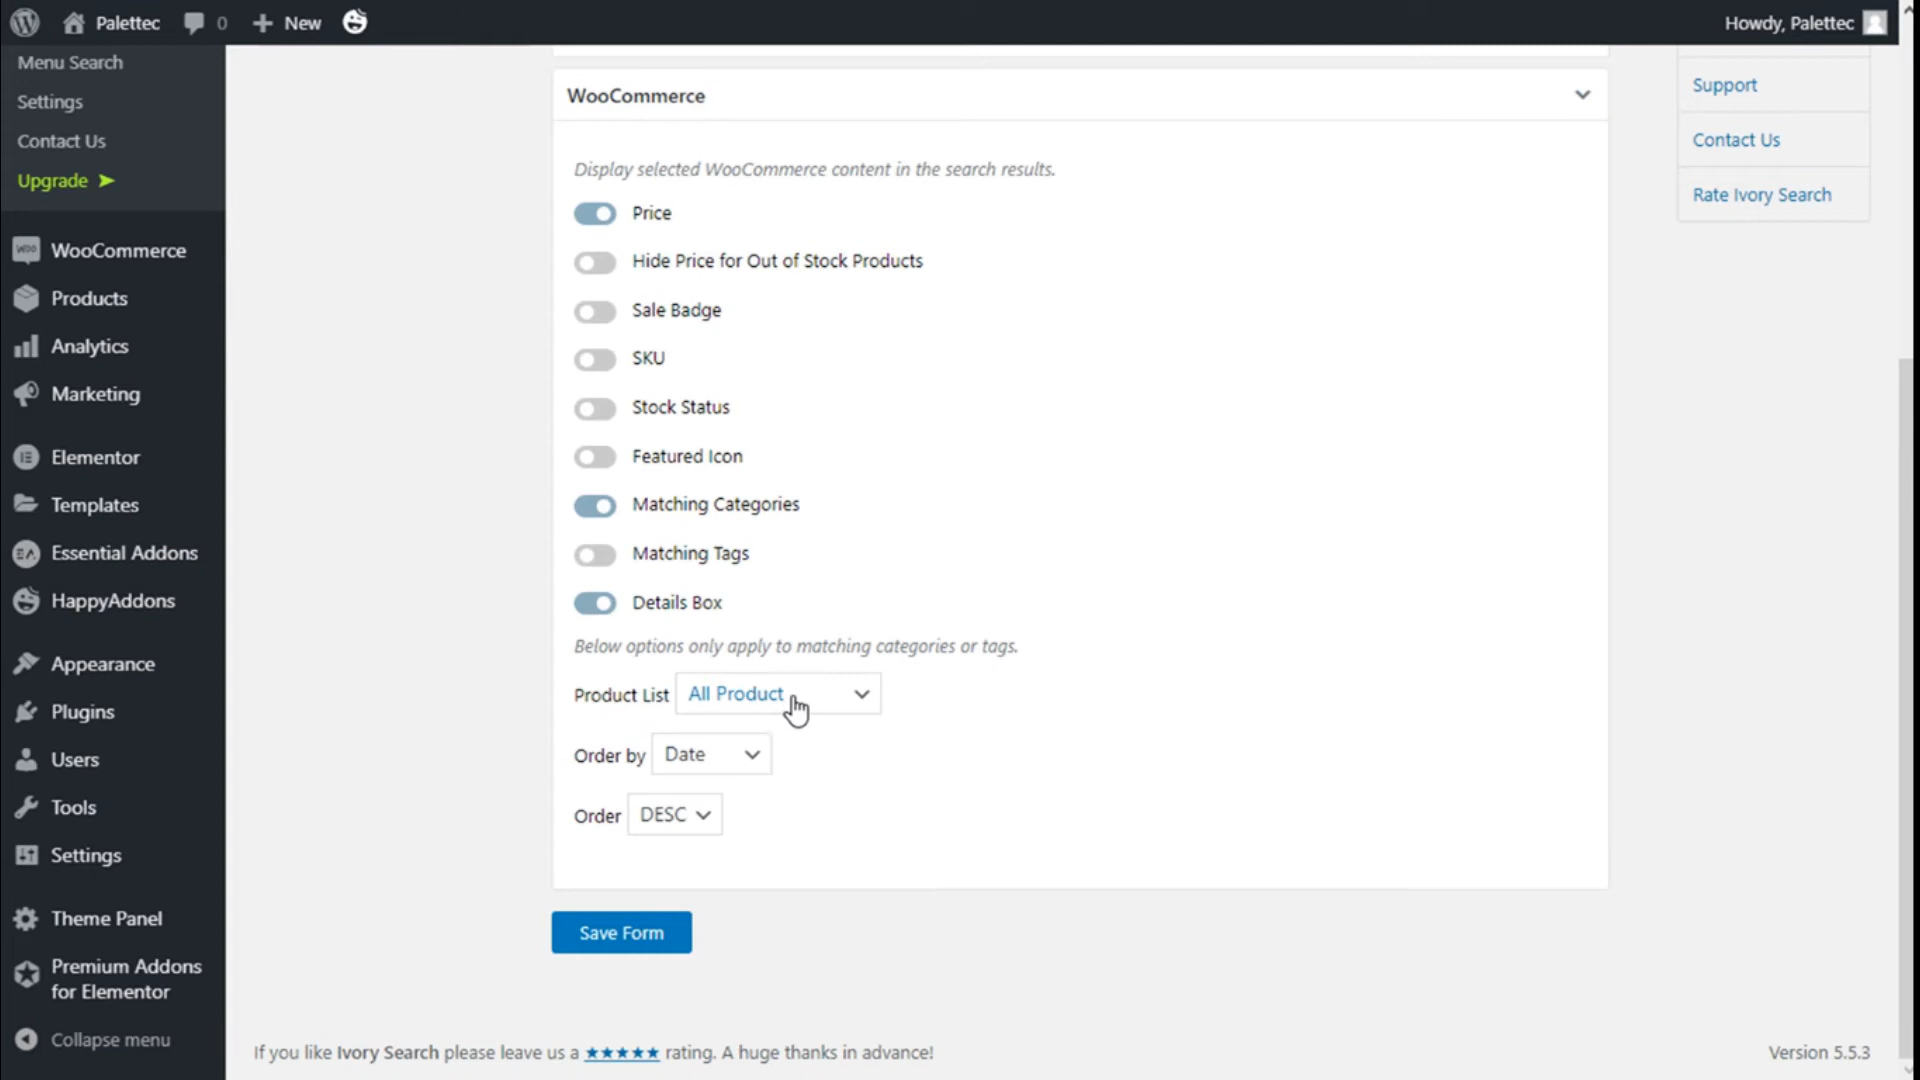 Palettec
0
New
Howdy, Palettec
Menu Search
Settings
Contact Us
Upgrade ➤
WooCommerce
Products
Analytics
Marketing
Elementor
Templates
Essential Addons
HappyAddons
Appearance
Plugins
Users
Tools
Settings
Theme Panel
Premium Addons
for Elementor
Collapse menu
WooCommerce
Display selected WooCommerce content in the search results.
Price
Hide Price for Out of Stock Products
Sale Badge
SKU
Stock Status
Featured Icon
Matching Categories
Matching Tags
Details Box
Below options only apply to matching categories or tags.
Product List All Product
Order by Date
Order DESC
Save Form
Support
Contact Us
Rate Ivory Search
If you like Ivory Search please leave us a ★★★★★ rating. A huge thanks in advance!
Version 5.5.3